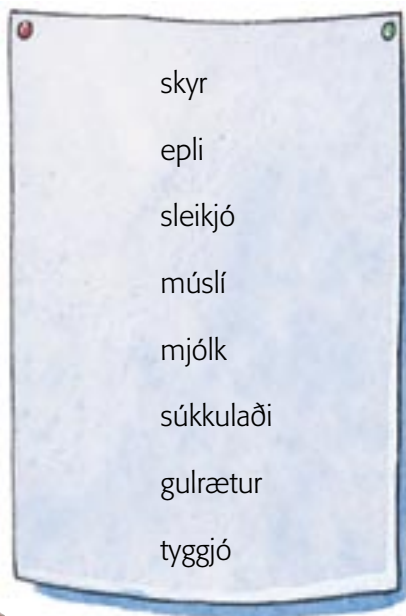 skyr
epli
sleikjó
múslí
mjólk
súkkulaði
gulrætur
tyggjó